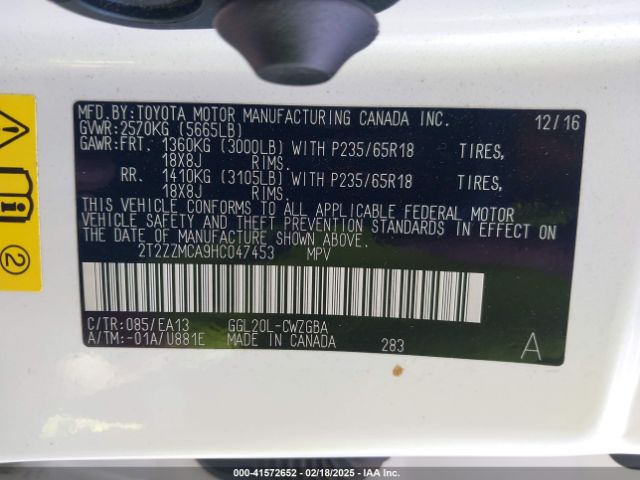 MFD.BY:TOYOTA MOTOR MANUFACTURING CANADA INC. 12/16
GVWR:2570KG (5665LB)
GAWR:FRT. 1360KG (3000LB) WITH P235/65R18 TIRES,
18X8J RIMS.
RR. 1410KG (3105LB) WITH P235/65R18 TIRES,
18X8J RIMS.
THIS VEHICLE CONFORMS TO ALL APPLICABLE FEDERAL MOTOR
VEHICLE SAFETY AND THEFT PREVENTION STANDARDS IN EFFECT ON
THE DATE OF MANUFACTURE SHOWN ABOVE.
2T2ZZMCA9HC047453 MPV
C/TR:085/EA13 GGL20L-CWZGBA
A/TM:-01A/U881E MADE IN CANADA 283 A
2
000-41572652 - 02/18/2025 - IAA Inc.